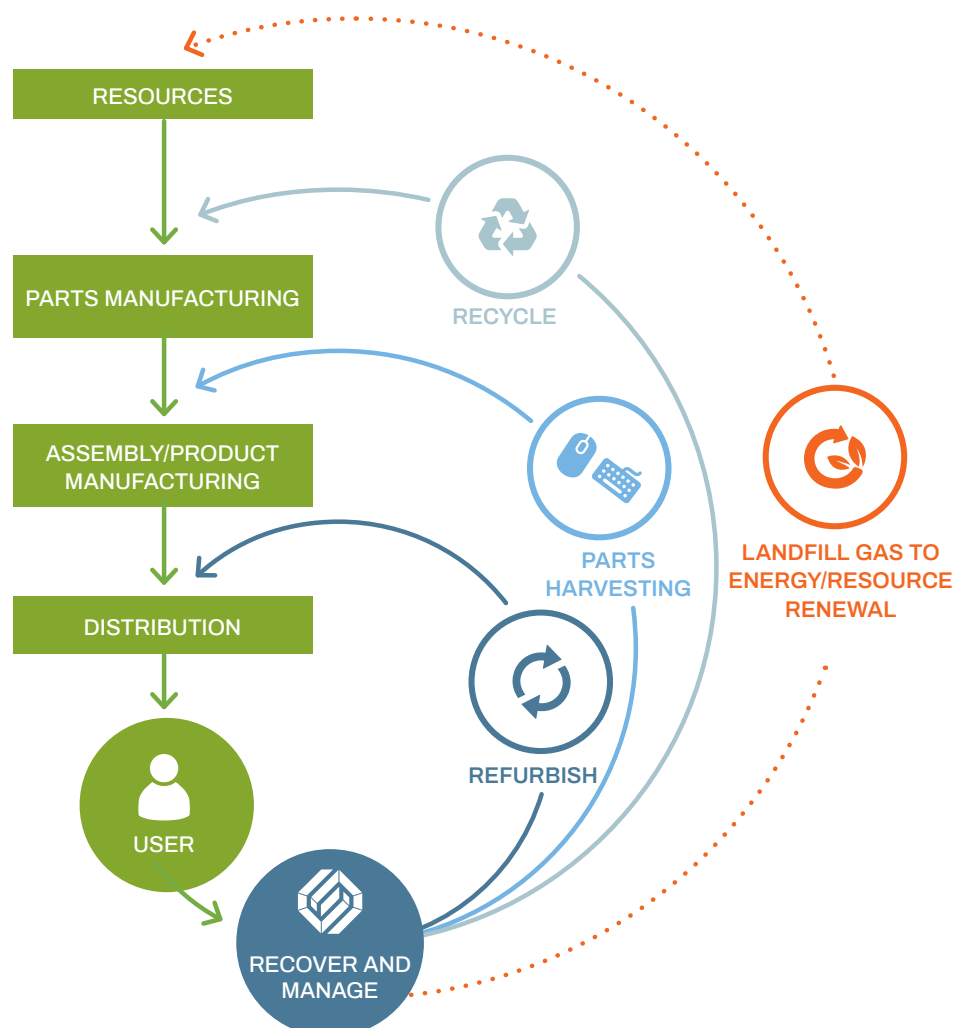 RESOURCES
PARTS MANUFACTURING
RECYCLE
ASSEMBLY/PRODUCT
MANUFACTURING
PARTS
HARVESTING
LANDFILL GAS TO
ENERGY/RESOURCE
RENEWAL
DISTRIBUTION
REFURBISH
USER
RECOVER AND
MANAGE